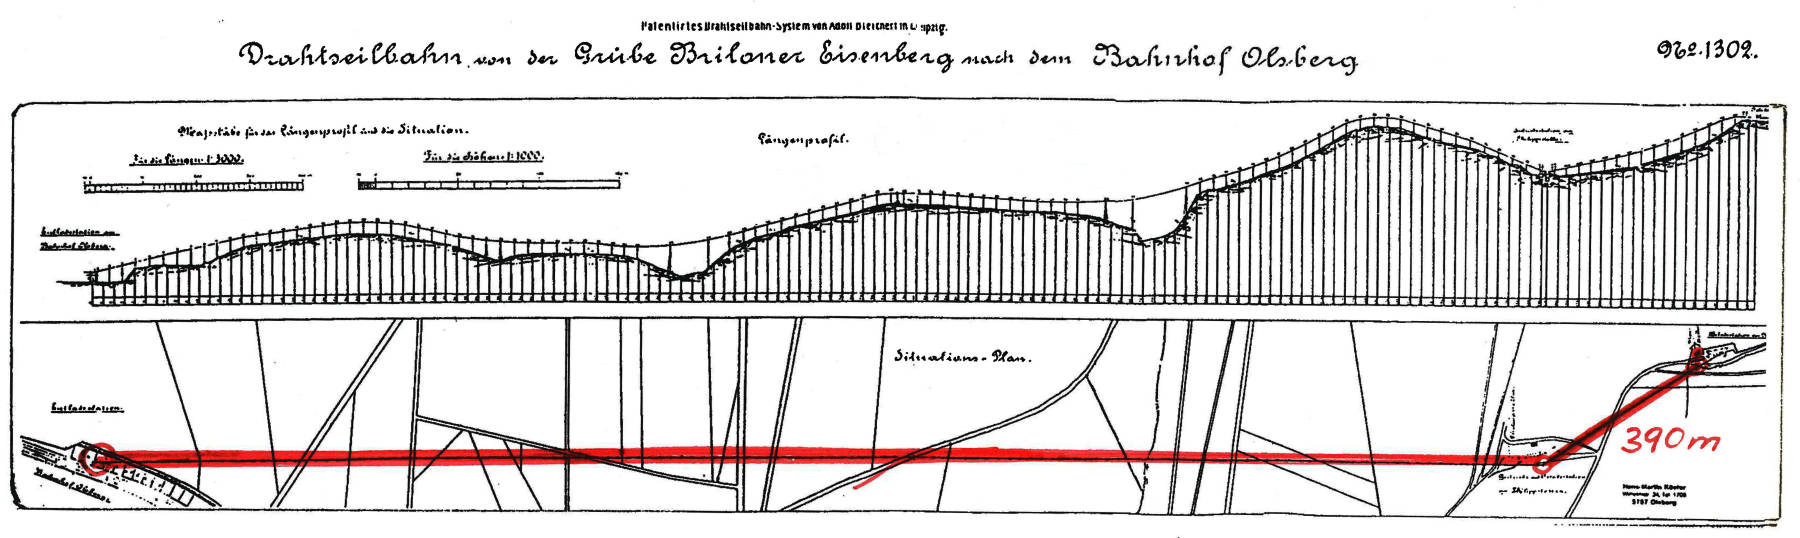 Patentirtes Drahtseilbahn-System von Adolf Bleichert in Leipzig.
Drahtseilbahn von der Grube Briloner Eisenberg nach dem Bahnhof Olsberg
No. 1302.
Massstäbe für das Längenprofil und die Situation.
Für die Längen 1:3000.
Für die Höhen 1:1000.
Längenprofil.
Entladestation am
Bahnhof Olsberg.
Situations-Plan.
Entladestation.
Bahnhof Olsberg.
390m
Philippstollen.
Hans-Martin Köster
5787 Olsberg